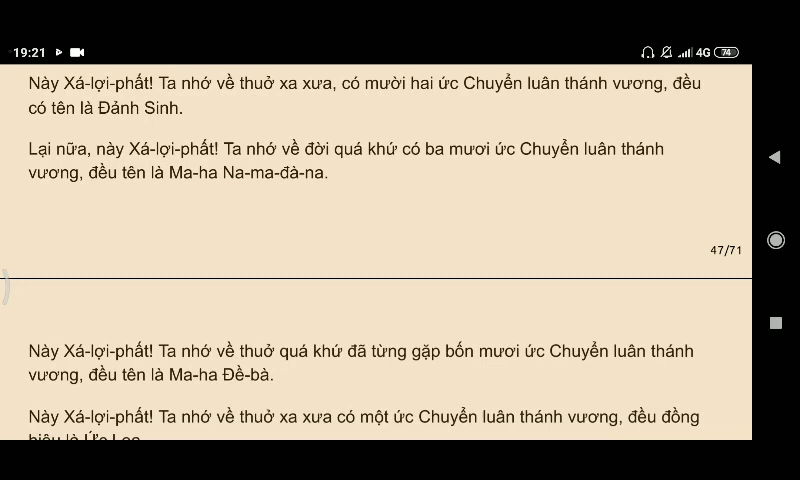 19:21
4G 74
Này Xá-lợi-phất! Ta nhớ về thuở xa xưa, có mười hai ức Chuyển luân thánh vương, đều
có tên là Đảnh Sinh.
Lại nữa, này Xá-lợi-phất! Ta nhớ về đời quá khứ có ba mươi ức Chuyển luân thánh
vương, đều tên là Ma-ha Na-ma-đà-na.
47/71
Này Xá-lợi-phất! Ta nhớ về thuở quá khứ đã từng gặp bốn mươi ức Chuyển luân thánh
vương, đều tên là Ma-ha Đề-bà.
Này Xá-lợi-phất! Ta nhớ về thuở xa xưa có một ức Chuyển luân thánh vương, đều đồng